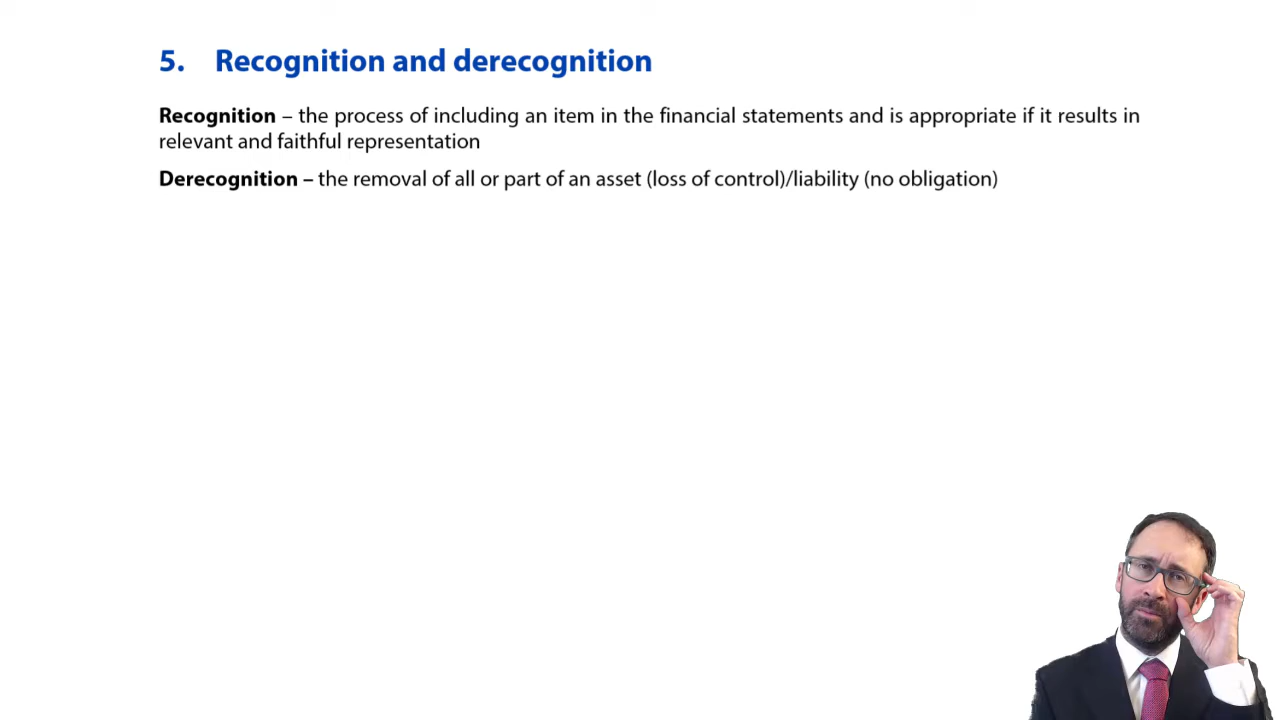 5. Recognition and derecognition
Recognition – the process of including an item in the financial statements and is appropriate if it results in
relevant and faithful representation
Derecognition – the removal of all or part of an asset (loss of control)/liability (no obligation)